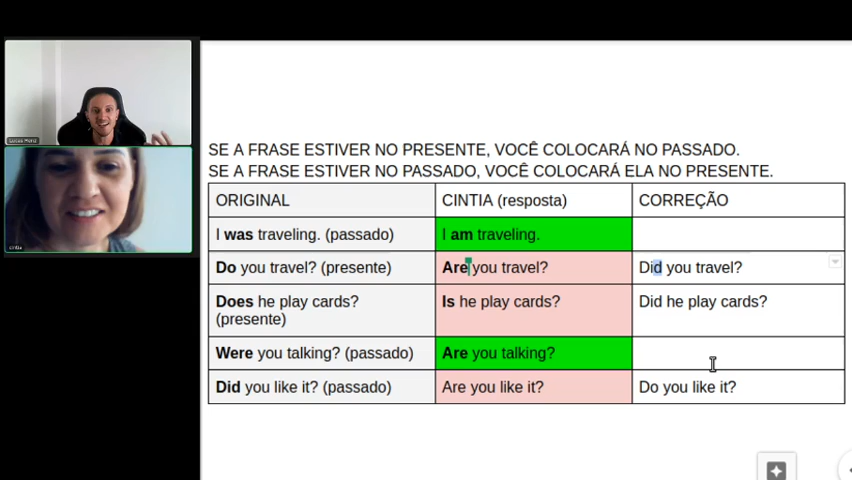 SE A FRASE ESTIVER NO PRESENTE, VOCÊ COLOCARÁ NO PASSADO.
SE A FRASE ESTIVER NO PASSADO, VOCÊ COLOCARÁ ELA NO PRESENTE.
ORIGINAL CINTIA (resposta) CORREÇÃO
I was traveling. (passado) I am traveling.
Do you travel? (presente) Are you travel? Did you travel?
Does he play cards? Is he play cards? Did he play cards?
(presente)
Were you talking? (passado) Are you talking?
Did you like it? (passado) Are you like it? Do you like it?
cintia